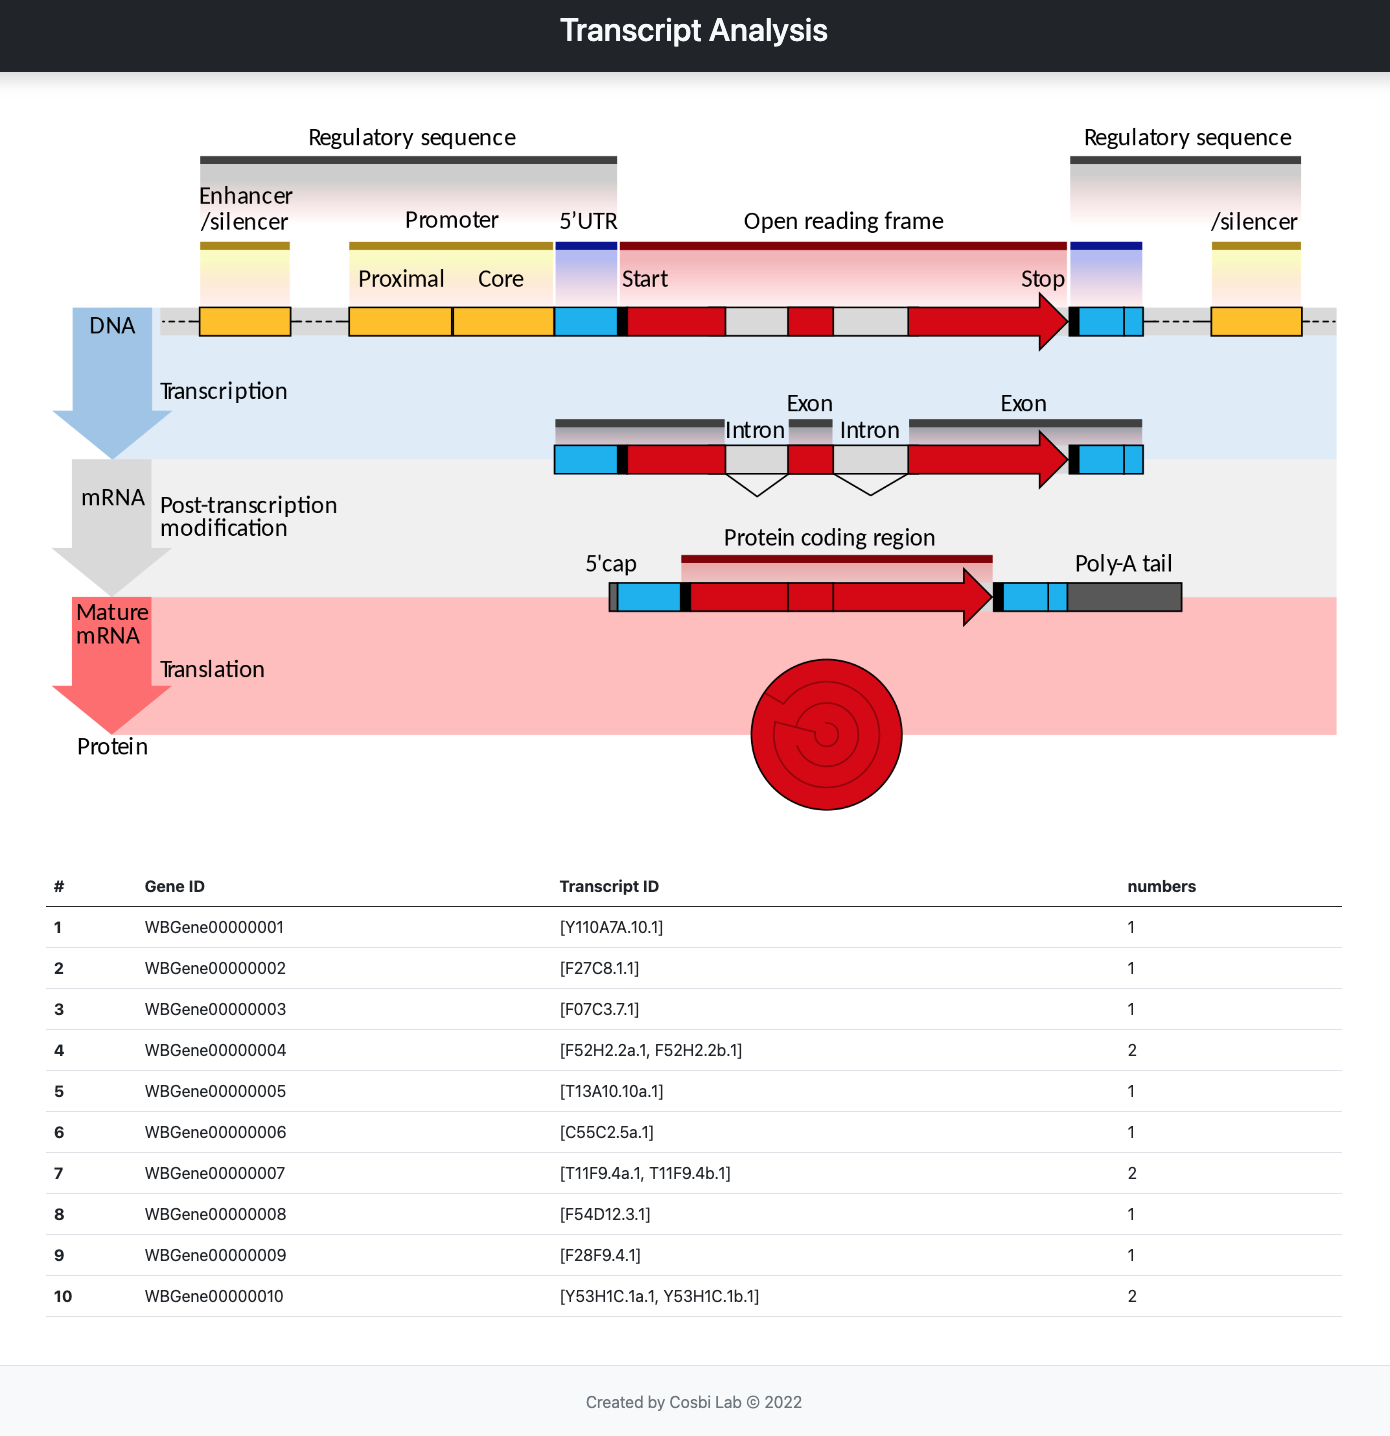 Transcript Analysis
Regulatory sequence
Regulatory sequence
Enhancer
/silencer
Promoter
5’UTR
Open reading frame
/silencer
Proximal
Core
Start
Stop
DNA
Transcription
Exon
Exon
Intron
Intron
mRNA
Post-transcription
modification
Protein coding region
5'cap
Poly-A tail
Mature
mRNA
Translation
Protein
# Gene ID Transcript ID numbers
1 WBGene00000001 [Y110A7A.10.1] 1
2 WBGene00000002 [F27C8.1.1] 1
3 WBGene00000003 [F07C3.7.1] 1
4 WBGene00000004 [F52H2.2a.1, F52H2.2b.1] 2
5 WBGene00000005 [T13A10.10a.1] 1
6 WBGene00000006 [C55C2.5a.1] 1
7 WBGene00000007 [T11F9.4a.1, T11F9.4b.1] 2
8 WBGene00000008 [F54D12.3.1] 1
9 WBGene00000009 [F28F9.4.1] 1
10 WBGene00000010 [Y53H1C.1a.1, Y53H1C.1b.1] 2
Created by Cosbi Lab © 2022